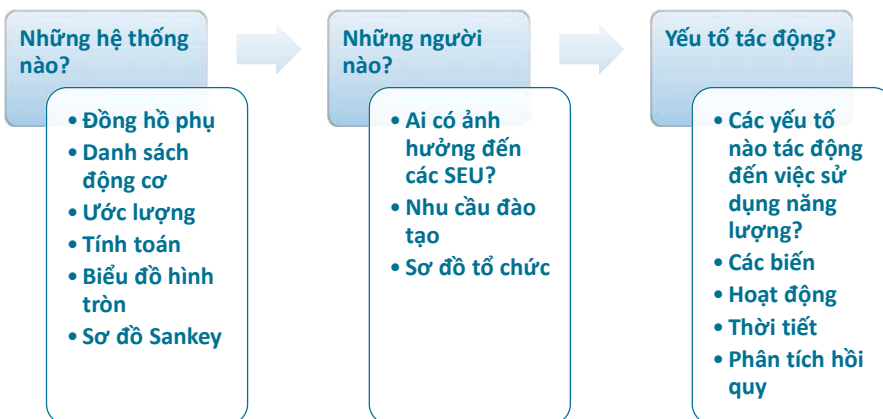 Những hệ thống
nào?
• Đồng hồ phụ
• Danh sách
động cơ
• Ước lượng
• Tính toán
• Biểu đồ hình
tròn
• Sơ đồ Sankey
Những người
nào?
• Ai có ảnh
hưởng đến
các SEU?
• Nhu cầu đào
tạo
• Sơ đồ tổ chức
Yếu tố tác động?
• Các yếu tố
nào tác động
đến việc sử
dụng năng
lượng?
• Các biến
• Hoạt động
• Thời tiết
• Phân tích hồi
quy